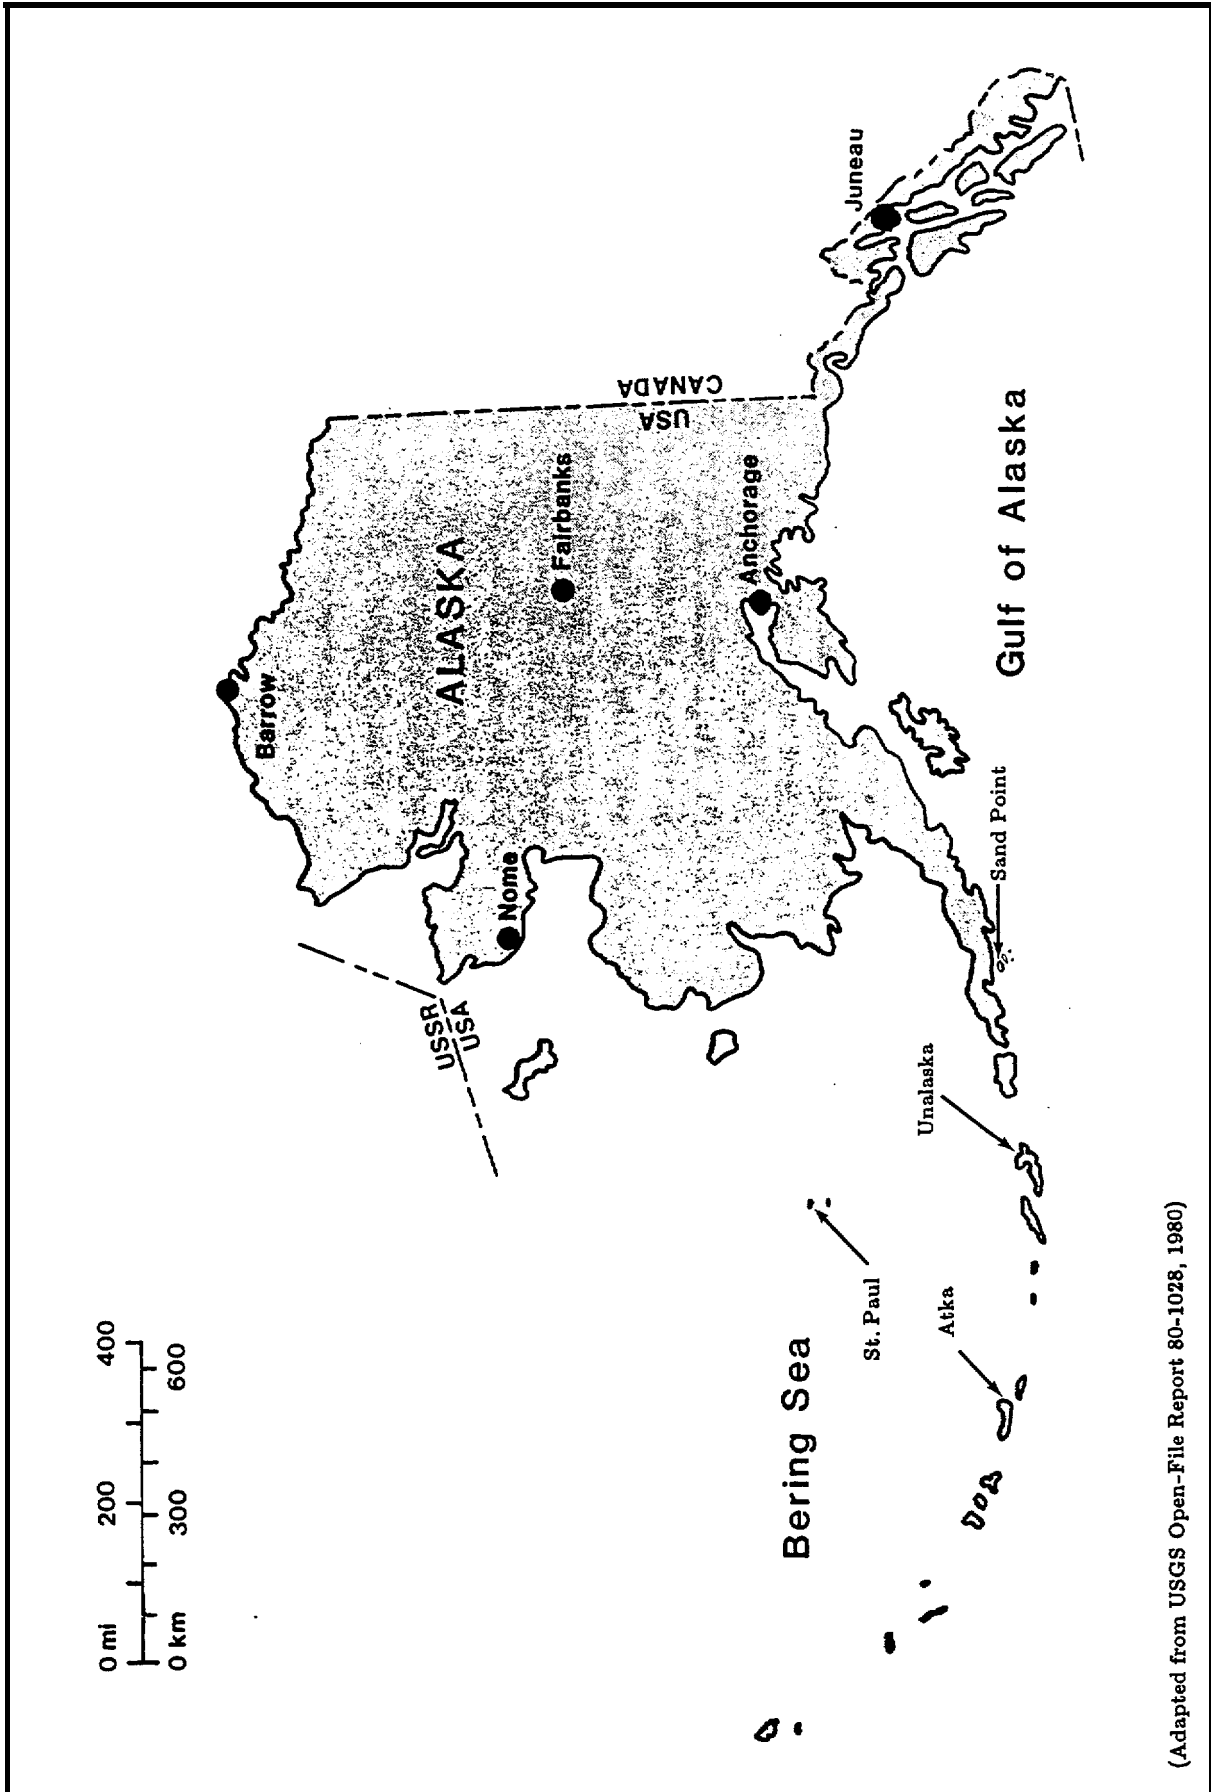 0 mi 200 400
0 km 300 600
Barrow
ALASKA
Nome
Fairbanks
USSR
USA
USA
CANADA
Anchorage
Juneau
Bering Sea
St. Paul
Atka
Unalaska
Sand Point
Gulf of Alaska
(Adapted from USGS Open-File Report 80-1028, 1980)